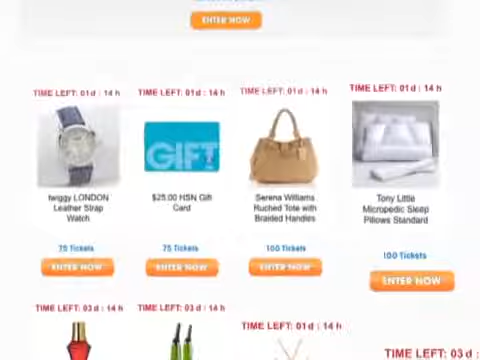 ENTER NOW
TIME LEFT: 01 d : 14 h
TIME LEFT: 01 d : 14 h
TIME LEFT: 01 d : 14 h
TIME LEFT: 01 d : 14 h
GIFT
twiggy LONDON
Leather Strap
Watch
$25.00 HSN Gift
Card
Serena Williams
Ruched Tote with
Braided Handles
Tony Little
Micropedic Sleep
Pillows Standard
75 Tickets
75 Tickets
100 Tickets
100 Tickets
ENTER NOW
ENTER NOW
ENTER NOW
ENTER NOW
TIME LEFT: 03 d : 14 h
TIME LEFT: 03 d : 14 h
TIME LEFT: 01 d : 14 h
TIME LEFT: 03 d :